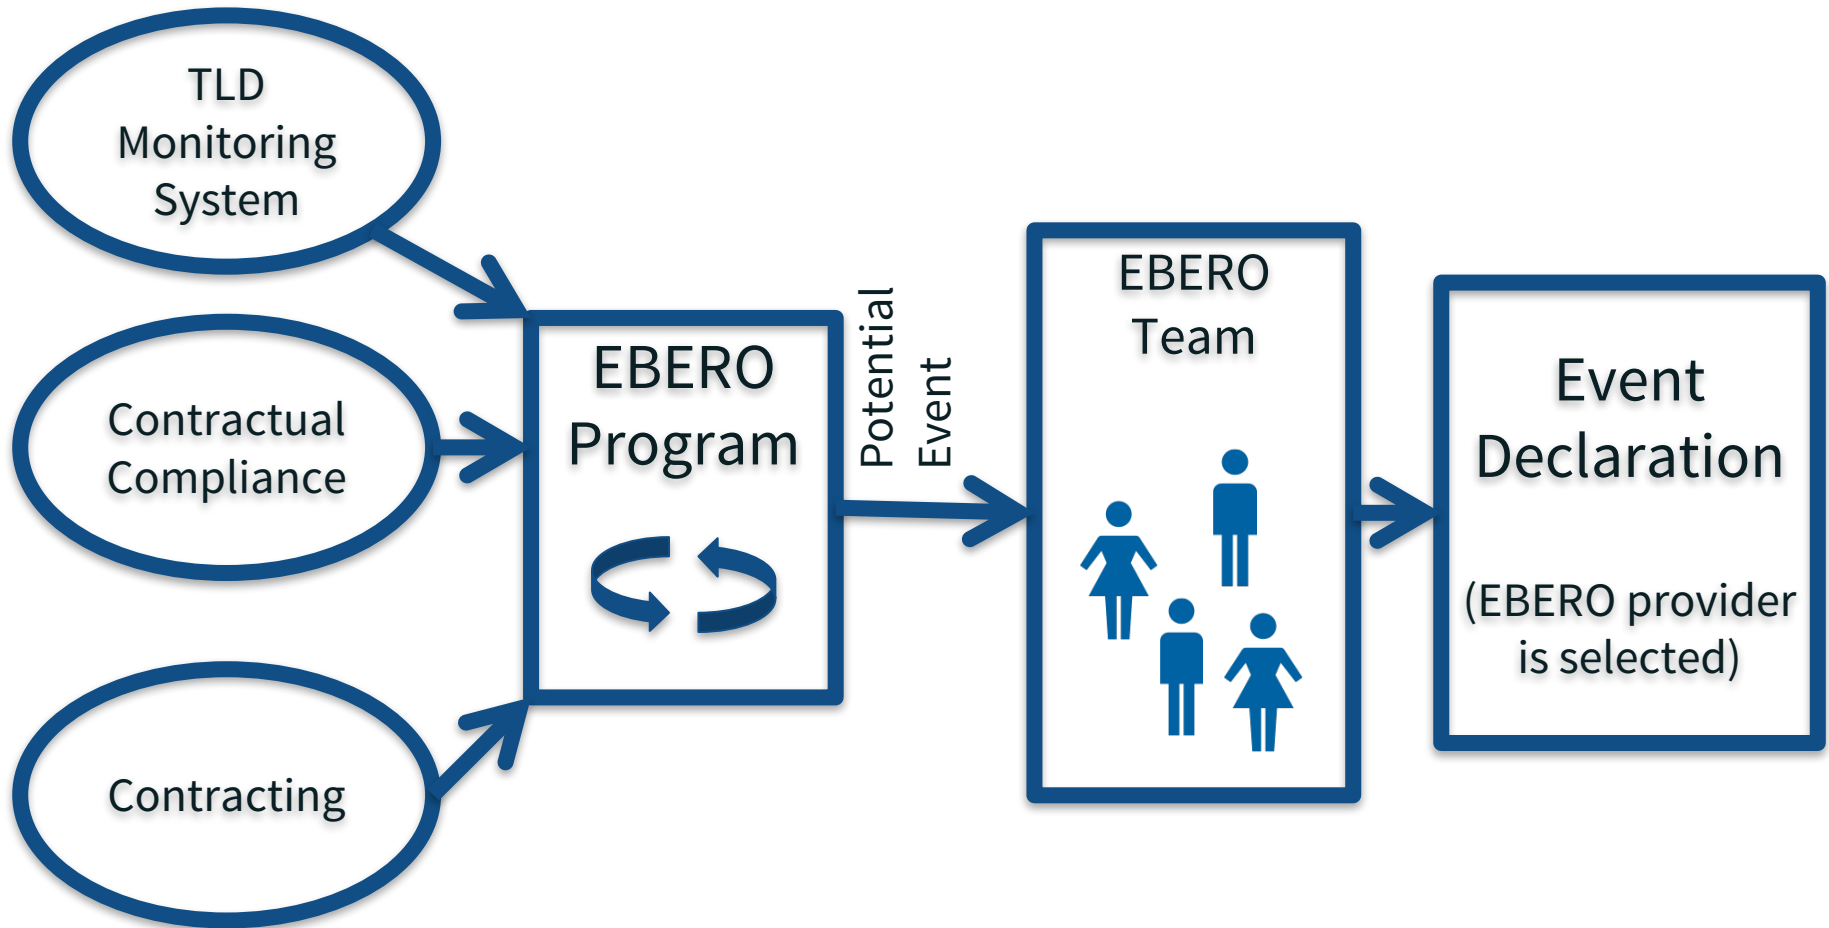 TLD
Monitoring
System
Contractual
Compliance
Contracting
EBERO
Program
Potential
Event
EBERO
Team
Event
Declaration
(EBERO provider
is selected)